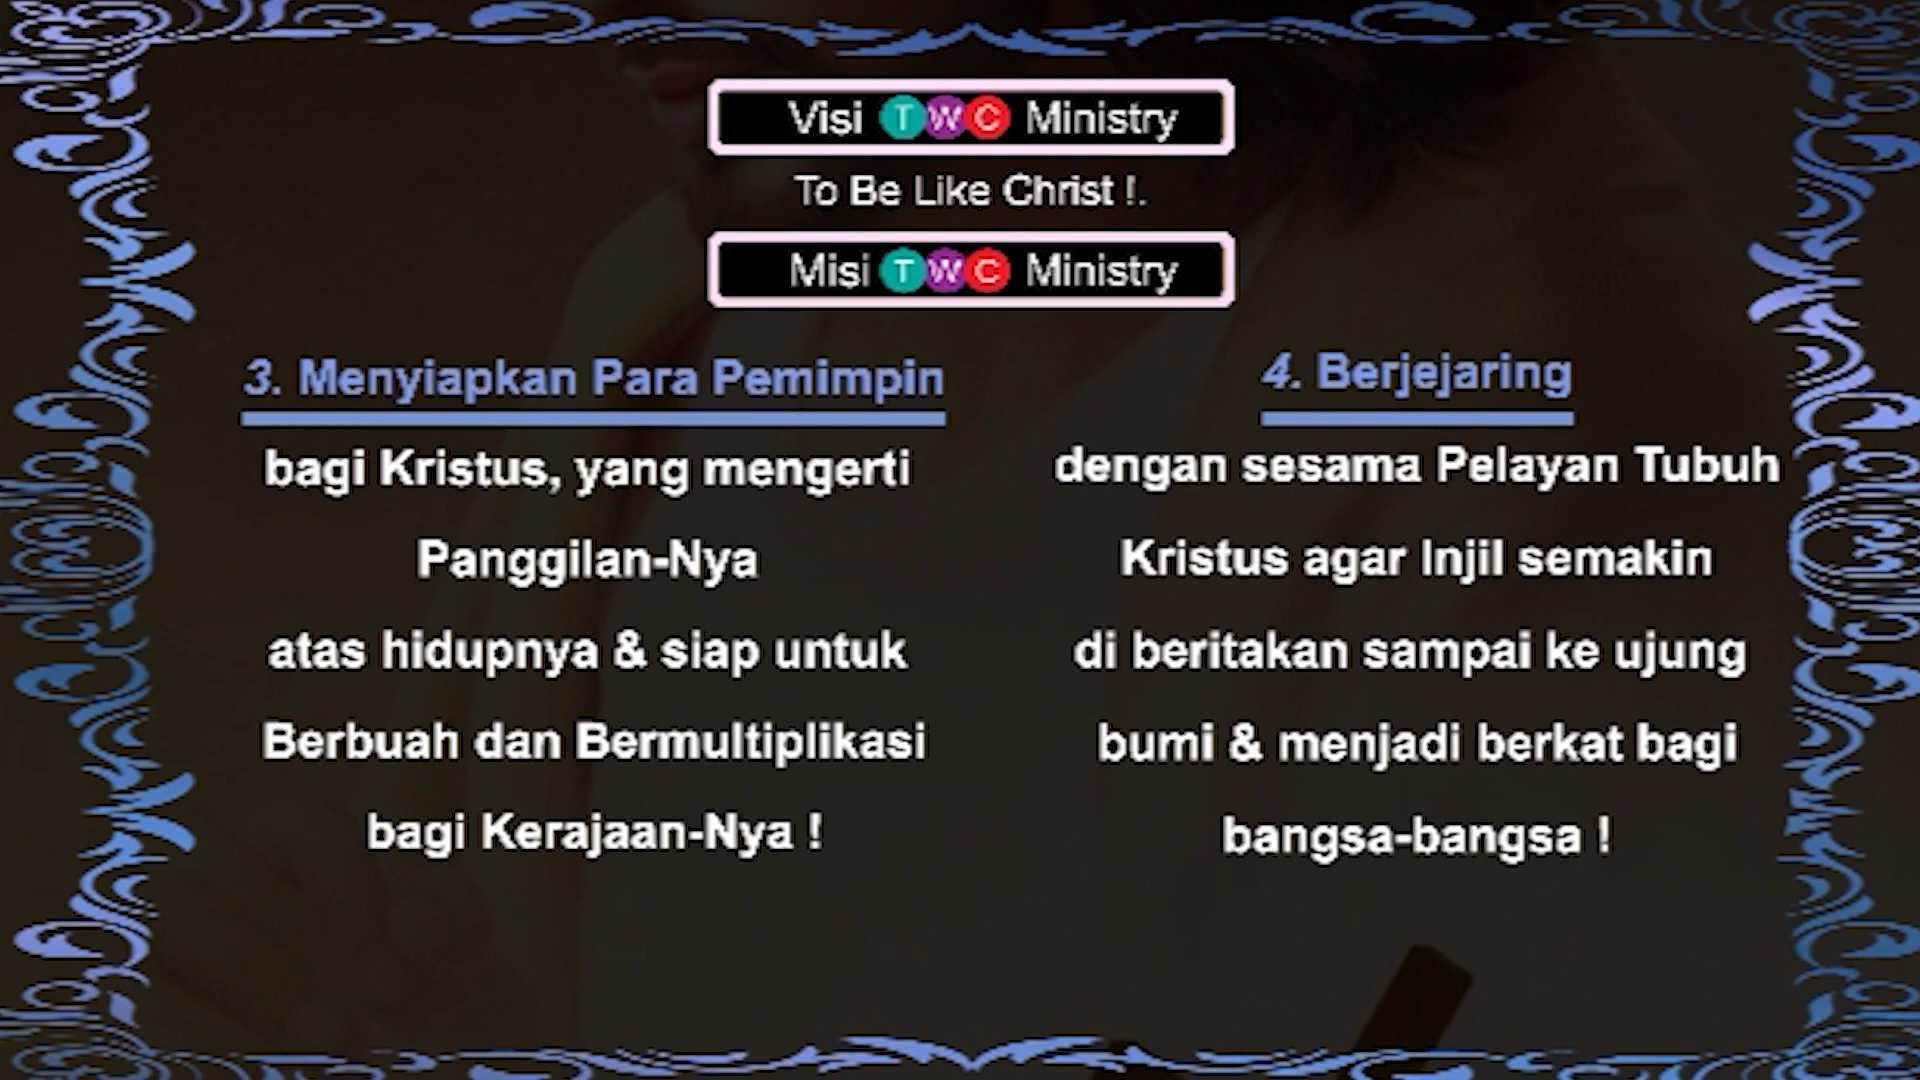 Visi TWC Ministry
To Be Like Christ !.
Misi TWC Ministry
3. Menyiapkan Para Pemimpin
bagi Kristus, yang mengerti
Panggilan-Nya
atas hidupnya & siap untuk
Berbuah dan Bermultiplikasi
bagi Kerajaan-Nya !
4. Berjejaring
dengan sesama Pelayan Tubuh
Kristus agar Injil semakin
di beritakan sampai ke ujung
bumi & menjadi berkat bagi
bangsa-bangsa !